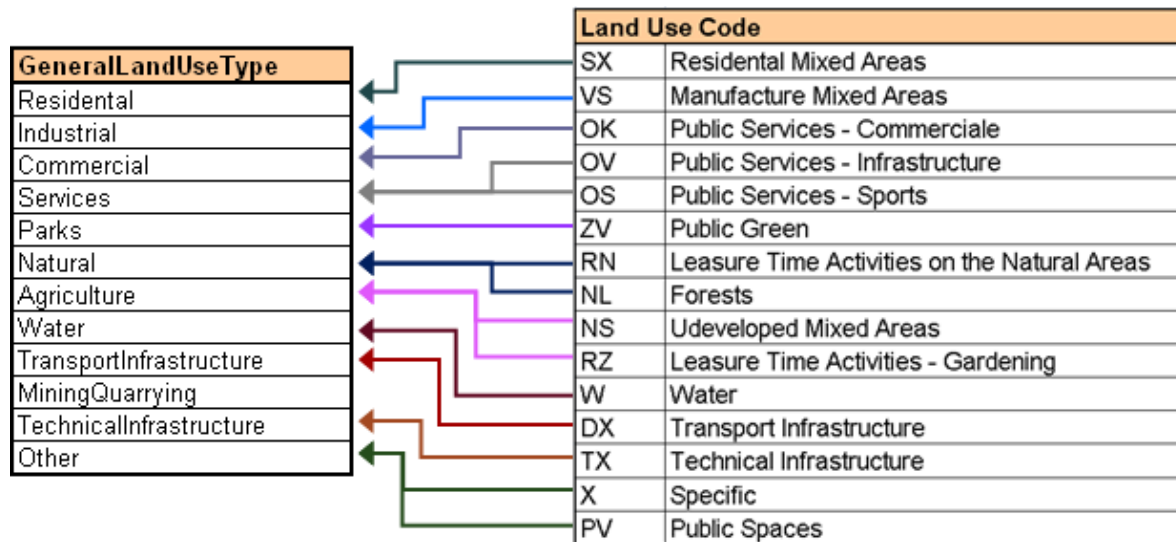 GeneralLandUseType
Residental
Industrial
Commercial
Services
Parks
Natural
Agriculture
Water
TransportInfrastructure
MiningQuarrying
TechnicalInfrastructure
Other
Land Use Code
SX Residental Mixed Areas
VS Manufacture Mixed Areas
OK Public Services - Commerciale
OV Public Services - Infrastructure
OS Public Services - Sports
ZV Public Green
RN Leasure Time Activities on the Natural Areas
NL Forests
NS Udeveloped Mixed Areas
RZ Leasure Time Activities - Gardening
W Water
DX Transport Infrastructure
TX Technical Infrastructure
X Specific
PV Public Spaces